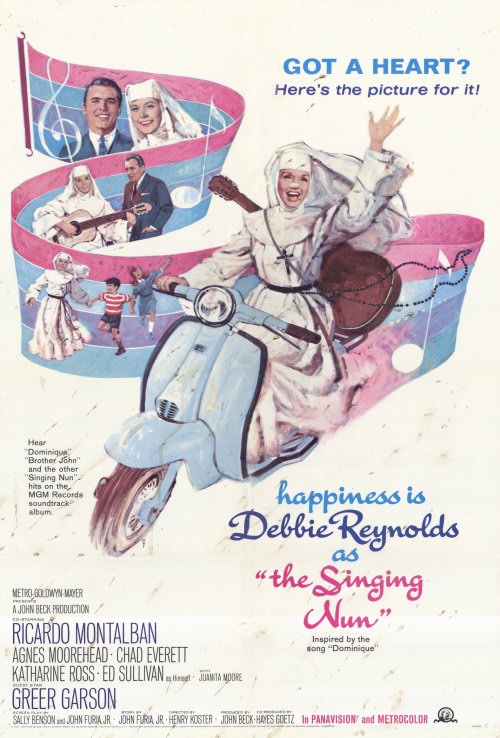 GOT A HEART?
Here's the picture for it!
Hear
"Dominique",
"Brother John"
and the other
"Singing Nun"
hits on the
MGM Records
soundtrack
album.
happiness is
Debbie Reynolds
as
"the Singing
Nun"
Inspired by the
song "Dominique"
METRO-GOLDWYN-MAYER
PRESENTS
A JOHN BECK PRODUCTION
CO-STARRING
RICARDO MONTALBAN
AGNES MOOREHEAD · CHAD EVERETT
KATHARINE ROSS · ED SULLIVAN as Himself · WITH JUANITA MOORE
GUEST STAR
GREER GARSON
SCREEN PLAY BY SALLY BENSON and JOHN FURIA, JR. · STORY BY JOHN FURIA, JR. · DIRECTED BY HENRY KOSTER · PRODUCED BY JOHN BECK · CO-PRODUCED BY HAYES GOETZ
In PANAVISION® and METROCOLOR